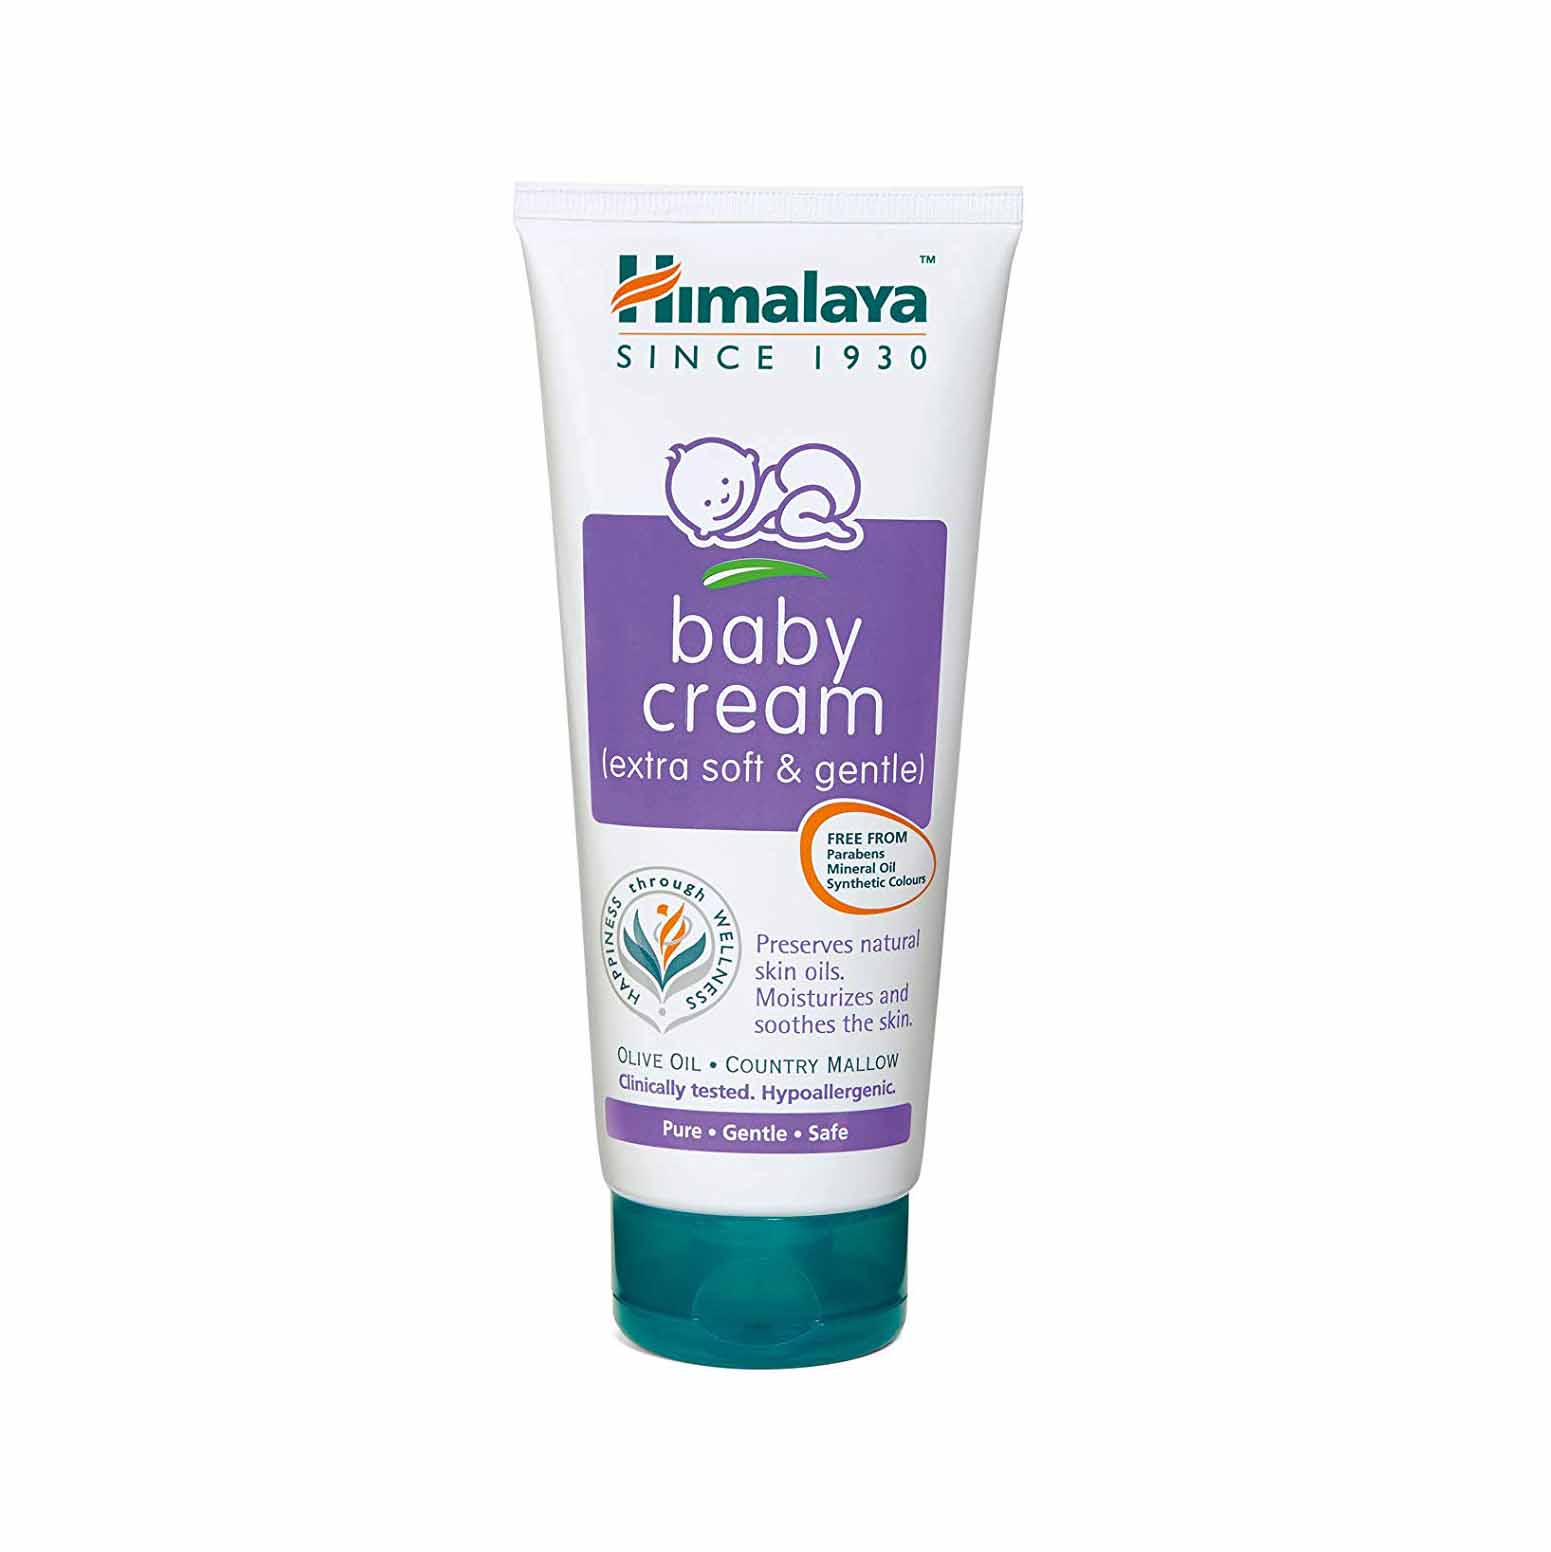 Himalaya™
SINCE 1930
baby
cream
(extra soft & gentle)
FREE FROM
Parabens
Mineral Oil
Synthetic Colours
HAPPINESS through WELLNESS
Preserves natural
skin oils.
Moisturizes and
soothes the skin.
OLIVE OIL • COUNTRY MALLOW
Clinically tested. Hypoallergenic.
Pure • Gentle • Safe